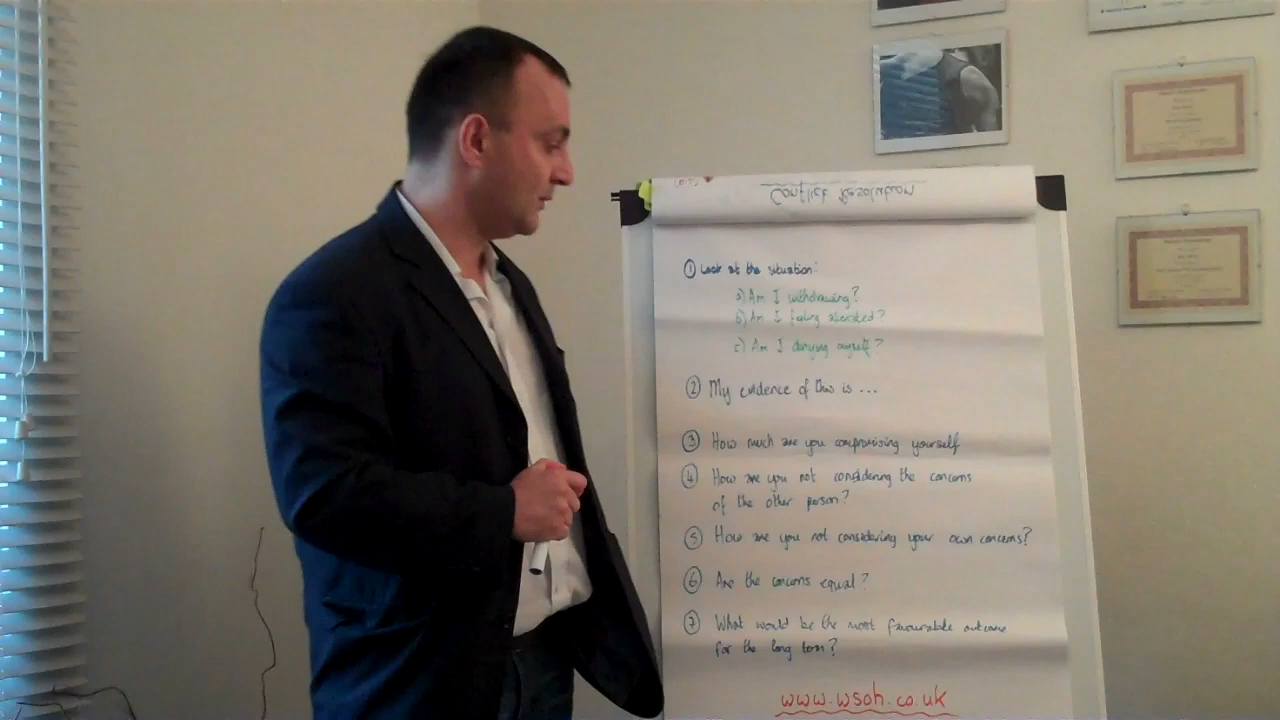 Conflict Resolution
① Look at the situation:
a) Am I withdrawing?
b) Am I feeling alienated?
c) Am I denying myself?
② My evidence of this is ...
③ How much are you compromising yourself
④ How are you not considering the concerns
of the other person?
⑤ How are you not considering your own concerns?
⑥ Are the concerns equal?
⑦ What would be the most favourable outcome
for the long term?
www.wsoh.co.uk